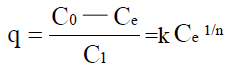 q = C₀ — Cₑ / C₁ =k Cₑ ¹/ⁿ